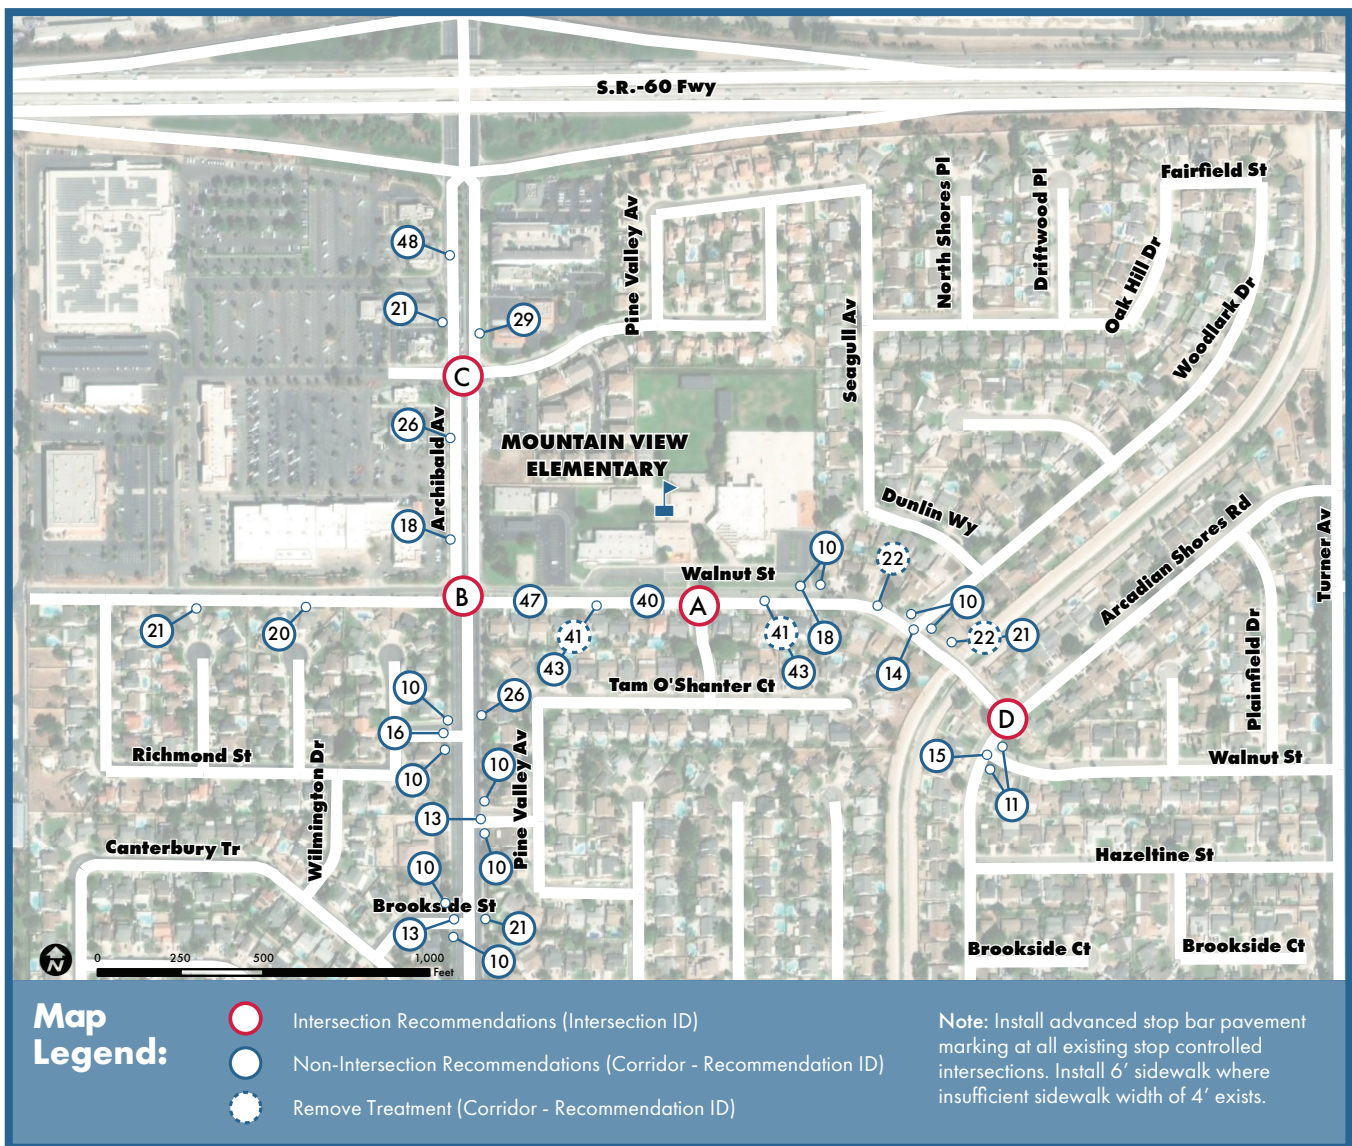 S.R.-60 Fwy
Fairfield St
North Shores Pl
Driftwood Pl
Pine Valley Av
Oak Hill Dr
48
21
29
Seagull Av
Woodlark Dr
C
26
Archibald Av
MOUNTAIN VIEW
ELEMENTARY
18
Dunlin Wy
Arcadian Shores Rd
Turner Av
10
22
Walnut St
B
47
40
A
10
21
20
41
41
18
22
21
43
43
14
10
26
Tam O'Shanter Ct
Plainfield Dr
D
16
Richmond St
10
10
Pine Valley Av
15
Walnut St
Wilmington Dr
13
11
Canterbury Tr
10
10
Hazeltine St
Brookside St
13
21
Brookside Ct
Brookside Ct
10
N
0 250 500 1,000
Feet
Map
Legend:
Intersection Recommendations (Intersection ID)
Non-Intersection Recommendations (Corridor - Recommendation ID)
Remove Treatment (Corridor - Recommendation ID)
Note: Install advanced stop bar pavement
marking at all existing stop controlled
intersections. Install 6’ sidewalk where
insufficient sidewalk width of 4’ exists.